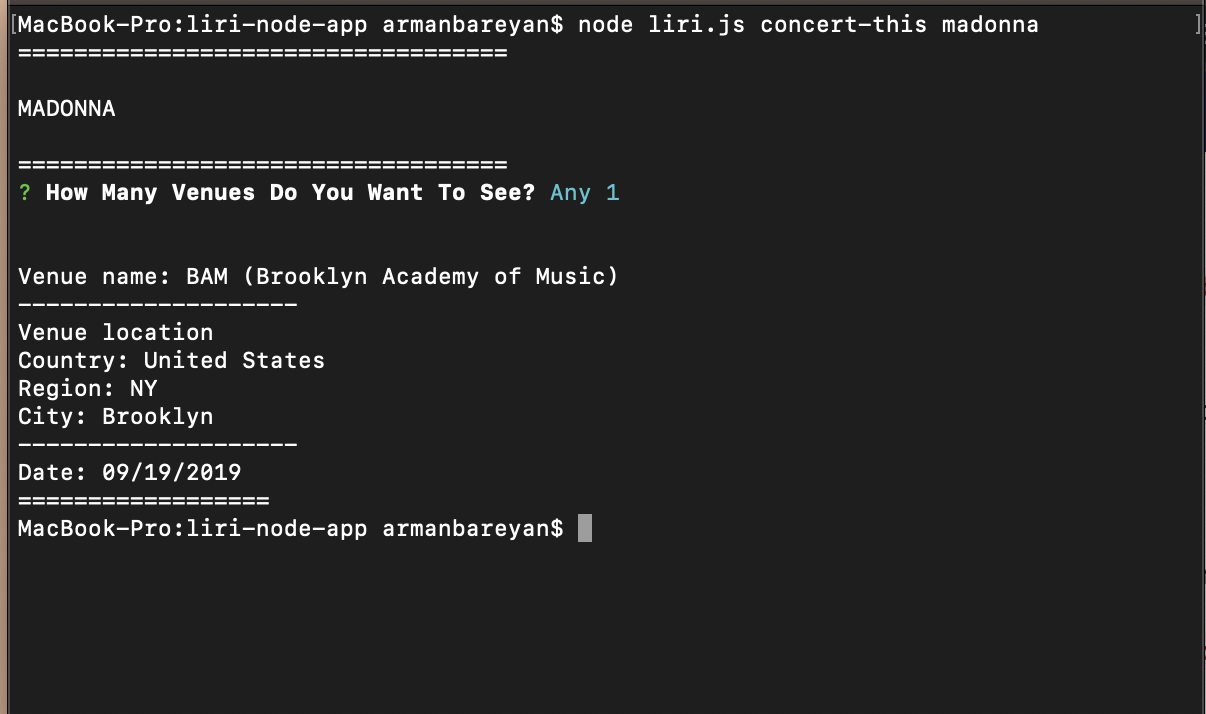 [MacBook-Pro:liri-node-app armanbareyan$ node liri.js concert-this madonna ]
===================================
MADONNA
===================================
? How Many Venues Do You Want To See? Any 1
Venue name: BAM (Brooklyn Academy of Music)
--------------------
Venue location
Country: United States
Region: NY
City: Brooklyn
--------------------
Date: 09/19/2019
==================
MacBook-Pro:liri-node-app armanbareyan$